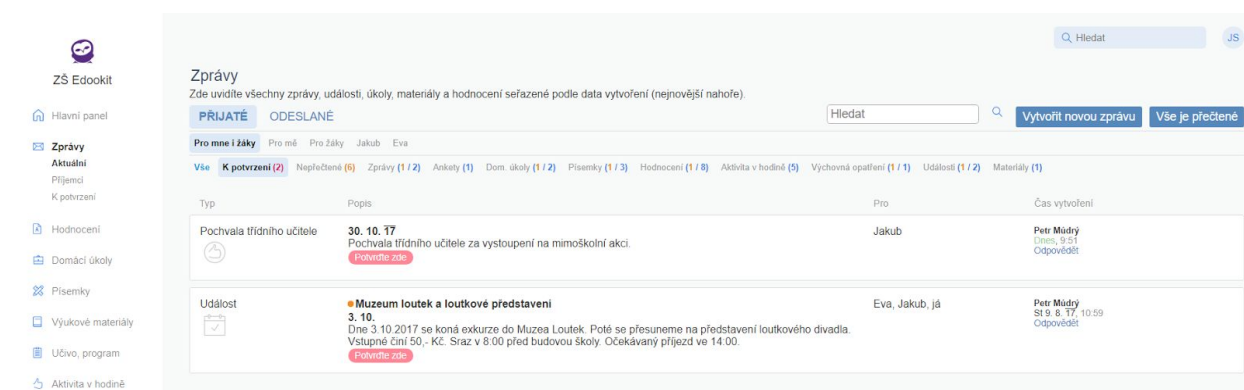 ZŠ Edookit
Hlavní panel
Zprávy
Aktuální
Příjemci
K potvrzení
Hodnocení
Domácí úkoly
Písemky
Výukové materiály
Učivo, program
Aktivita v hodině
Hledat
JS
Zprávy
Zde uvidíte všechny zprávy, události, úkoly, materiály a hodnocení seřazené podle data vytvoření (nejnovější nahoře).
PŘIJATÉ ODESLANÉ
Hledat
Vytvořit novou zprávu Vše je přečtené
Pro mne i žáky Pro mě Pro žáky Jakub Eva
Vše K potvrzení (2) Nepřečtené (6) Zprávy (1 / 2) Ankety (1) Dom. úkoly (1 / 2) Písemky (1 / 3) Hodnocení (1 / 8) Aktivita v hodině (5) Výchovná opatření (1 / 1) Události (1 / 2) Materiály (1)
Typ Popis Pro Čas vytvoření
Pochvala třídního učitele
30. 10. 17
Pochvala třídního učitele za vystoupení na mimoškolní akci.
Potvrďte zde
Jakub
Petr Múdrý
Dnes, 9:51
Odpovědět
Událost
Muzeum loutek a loutkové představení
3. 10.
Dne 3.10.2017 se koná exkurze do Muzea Loutek. Poté se přesuneme na představení loutkového divadla.
Vstupné činí 50,- Kč. Sraz v 8:00 před budovou školy. Očekávaný příjezd ve 14:00.
Potvrďte zde
Eva, Jakub, já
Petr Múdrý
St 9. 8. 17, 10:59
Odpovědět